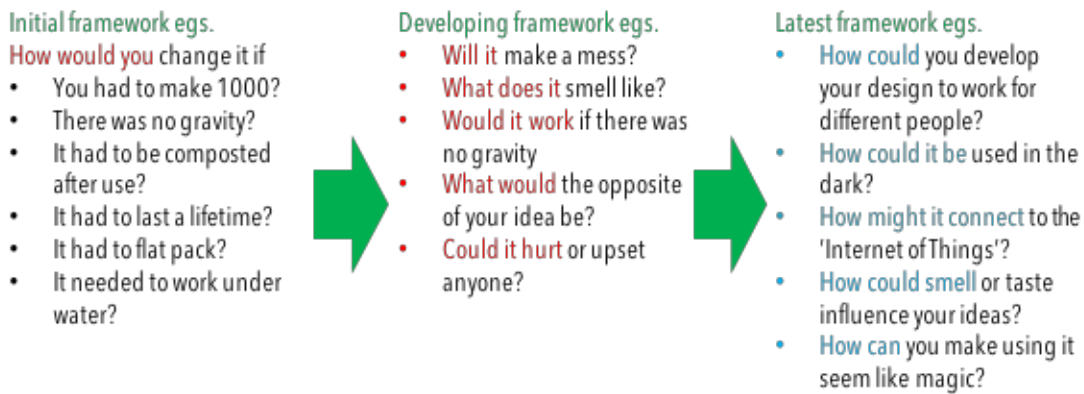 Initial framework egs.
How would you change it if
• You had to make 1000?
• There was no gravity?
• It had to be composted
after use?
• It had to last a lifetime?
• It had to flat pack?
• It needed to work under
water?
Developing framework egs.
• Will it make a mess?
• What does it smell like?
• Would it work if there was
no gravity
• What would the opposite
of your idea be?
• Could it hurt or upset
anyone?
Latest framework egs.
• How could you develop
your design to work for
different people?
• How could it be used in the
dark?
• How might it connect to the
'Internet of Things'?
• How could smell or taste
influence your ideas?
• How can you make using it
seem like magic?